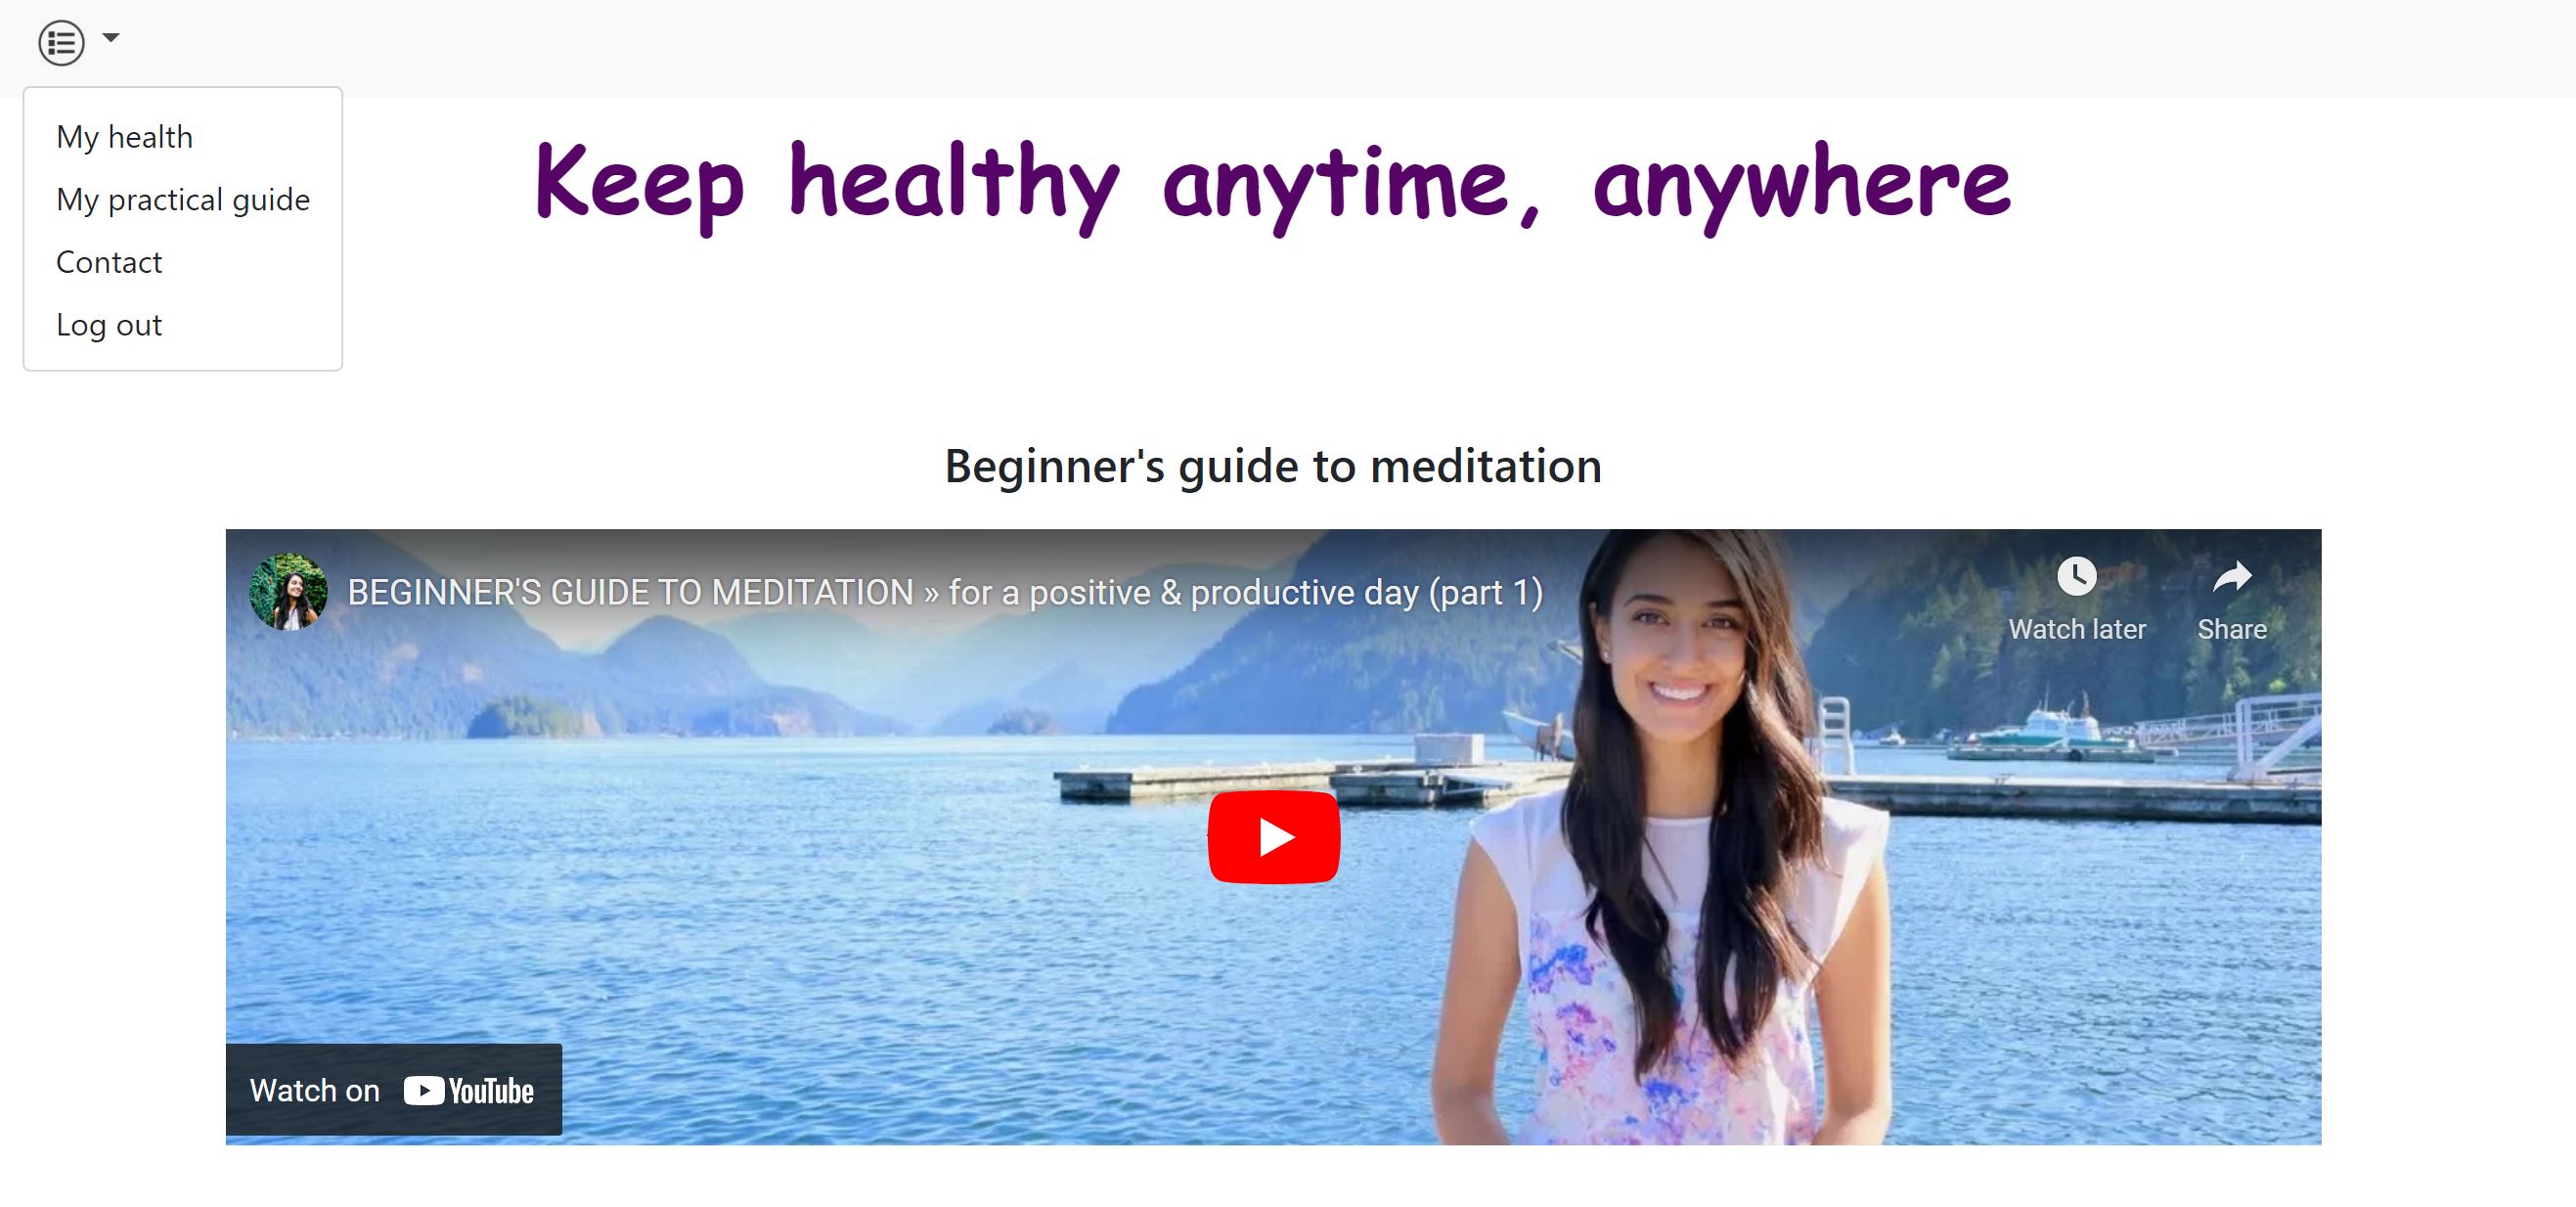 My health
My practical guide
Contact
Log out
Keep healthy anytime, anywhere
Beginner's guide to meditation
BEGINNER'S GUIDE TO MEDITATION » for a positive & productive day (part 1)
Watch later
Share
Watch on YouTube